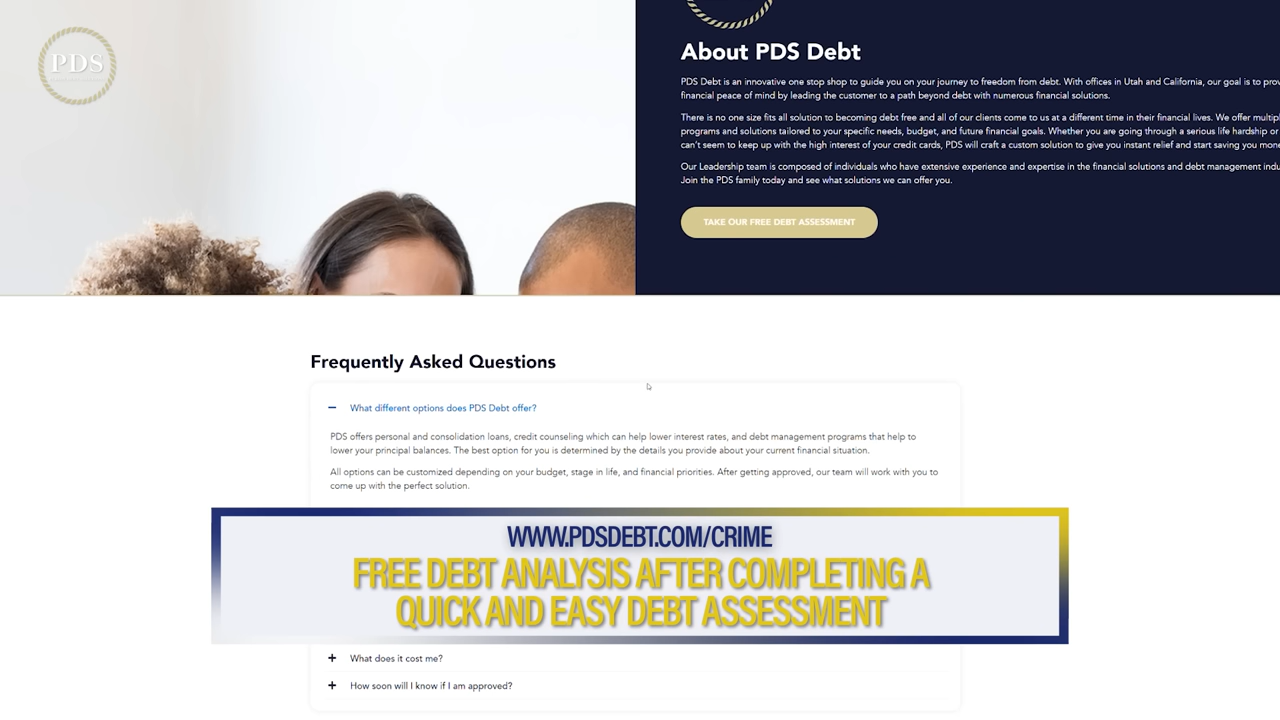 PDS
About PDS Debt
PDS Debt is an innovative one stop shop to guide you on your journey to freedom from debt. With offices in Utah and California, our goal is to
financial peace of mind by leading the customer to a path beyond debt with numerous financial solutions.
There is no one size fits all solution to becoming debt free and all of our clients come to us at a different time in their financial lives. We offer
programs and solutions tailored to your specific needs, budget, and future financial goals. Whether you are going through a serious life hardship or
can't seem to keep up with the high interest of your credit cards, PDS will craft a custom solution to give you instant relief and start saving you
Our Leadership team is composed of individuals who have extensive experience and expertise in the financial solutions and debt management
Join the PDS family today and see what solutions we can offer you.
TAKE OUR FREE DEBT ASSESSMENT
Frequently Asked Questions
What different options does PDS Debt offer?
PDS offers personal and consolidation loans, credit counseling which can help lower interest rates, and debt management programs that help to
lower your principal balances. The best option for you is determined by the details you provide about your current financial situation.
All options can be customized depending on your budget, stage in life, and financial priorities. After getting approved, our team will work with you to
come up with the perfect solution.
WWW.PDSDEBT.COM/CRIME
FREE DEBT ANALYSIS AFTER COMPLETING A
QUICK AND EASY DEBT ASSESSMENT
What does it cost me?
How soon will I know if I am approved?